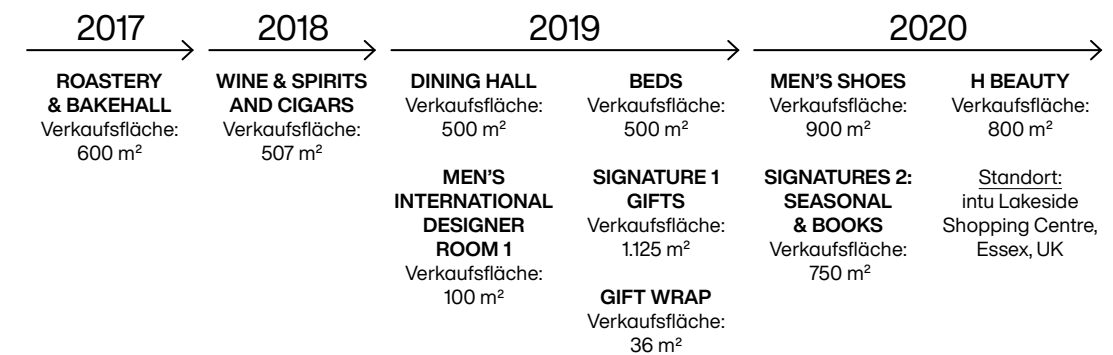 2017
ROASTERY
& BAKEHALL
Verkaufsfläche:
600 m²
2018
WINE & SPIRITS
AND CIGARS
Verkaufsfläche:
507 m²
2019
DINING HALL
Verkaufsfläche:
500 m²
MEN'S
INTERNATIONAL
DESIGNER
ROOM 1
Verkaufsfläche:
100 m²
BEDS
Verkaufsfläche:
500 m²
SIGNATURE 1
GIFTS
Verkaufsfläche:
1.125 m²
GIFT WRAP
Verkaufsfläche:
36 m²
2020
MEN'S SHOES
Verkaufsfläche:
900 m²
SIGNATURES 2:
SEASONAL
& BOOKS
Verkaufsfläche:
750 m²
H BEAUTY
Verkaufsfläche:
800 m²
Standort:
intu Lakeside
Shopping Centre,
Essex, UK